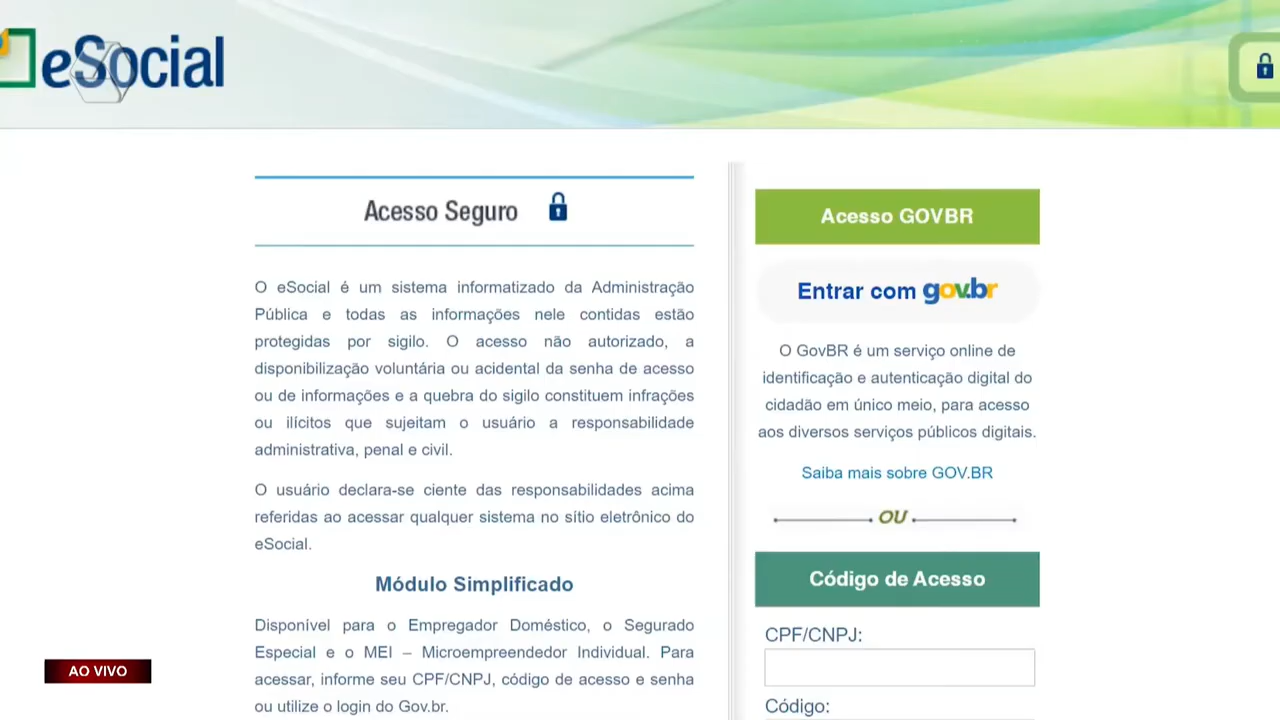 eSocial
Acesso Seguro
O eSocial é um sistema informatizado da Administração
Pública e todas as informações nele contidas estão
protegidas por sigilo. O acesso não autorizado, a
disponibilização voluntária ou acidental da senha de acesso
ou de informações e a quebra do sigilo constituem infrações
ou ilícitos que sujeitam o usuário a responsabilidade
administrativa, penal e civil.
O usuário declara-se ciente das responsabilidades acima
referidas ao acessar qualquer sistema no sítio eletrônico do
eSocial.
Módulo Simplificado
Disponível para o Empregador Doméstico, o Segurado
Especial e o MEI – Microempreendedor Individual. Para
acessar, informe seu CPF/CNPJ, código de acesso e senha
ou utilize o login do Gov.br.
Acesso GOVBR
Entrar com gov.br
O GovBR é um serviço online de
identificação e autenticação digital do
cidadão em único meio, para acesso
aos diversos serviços públicos digitais.
Saiba mais sobre GOV.BR
OU
Código de Acesso
CPF/CNPJ:
Código:
AO VIVO